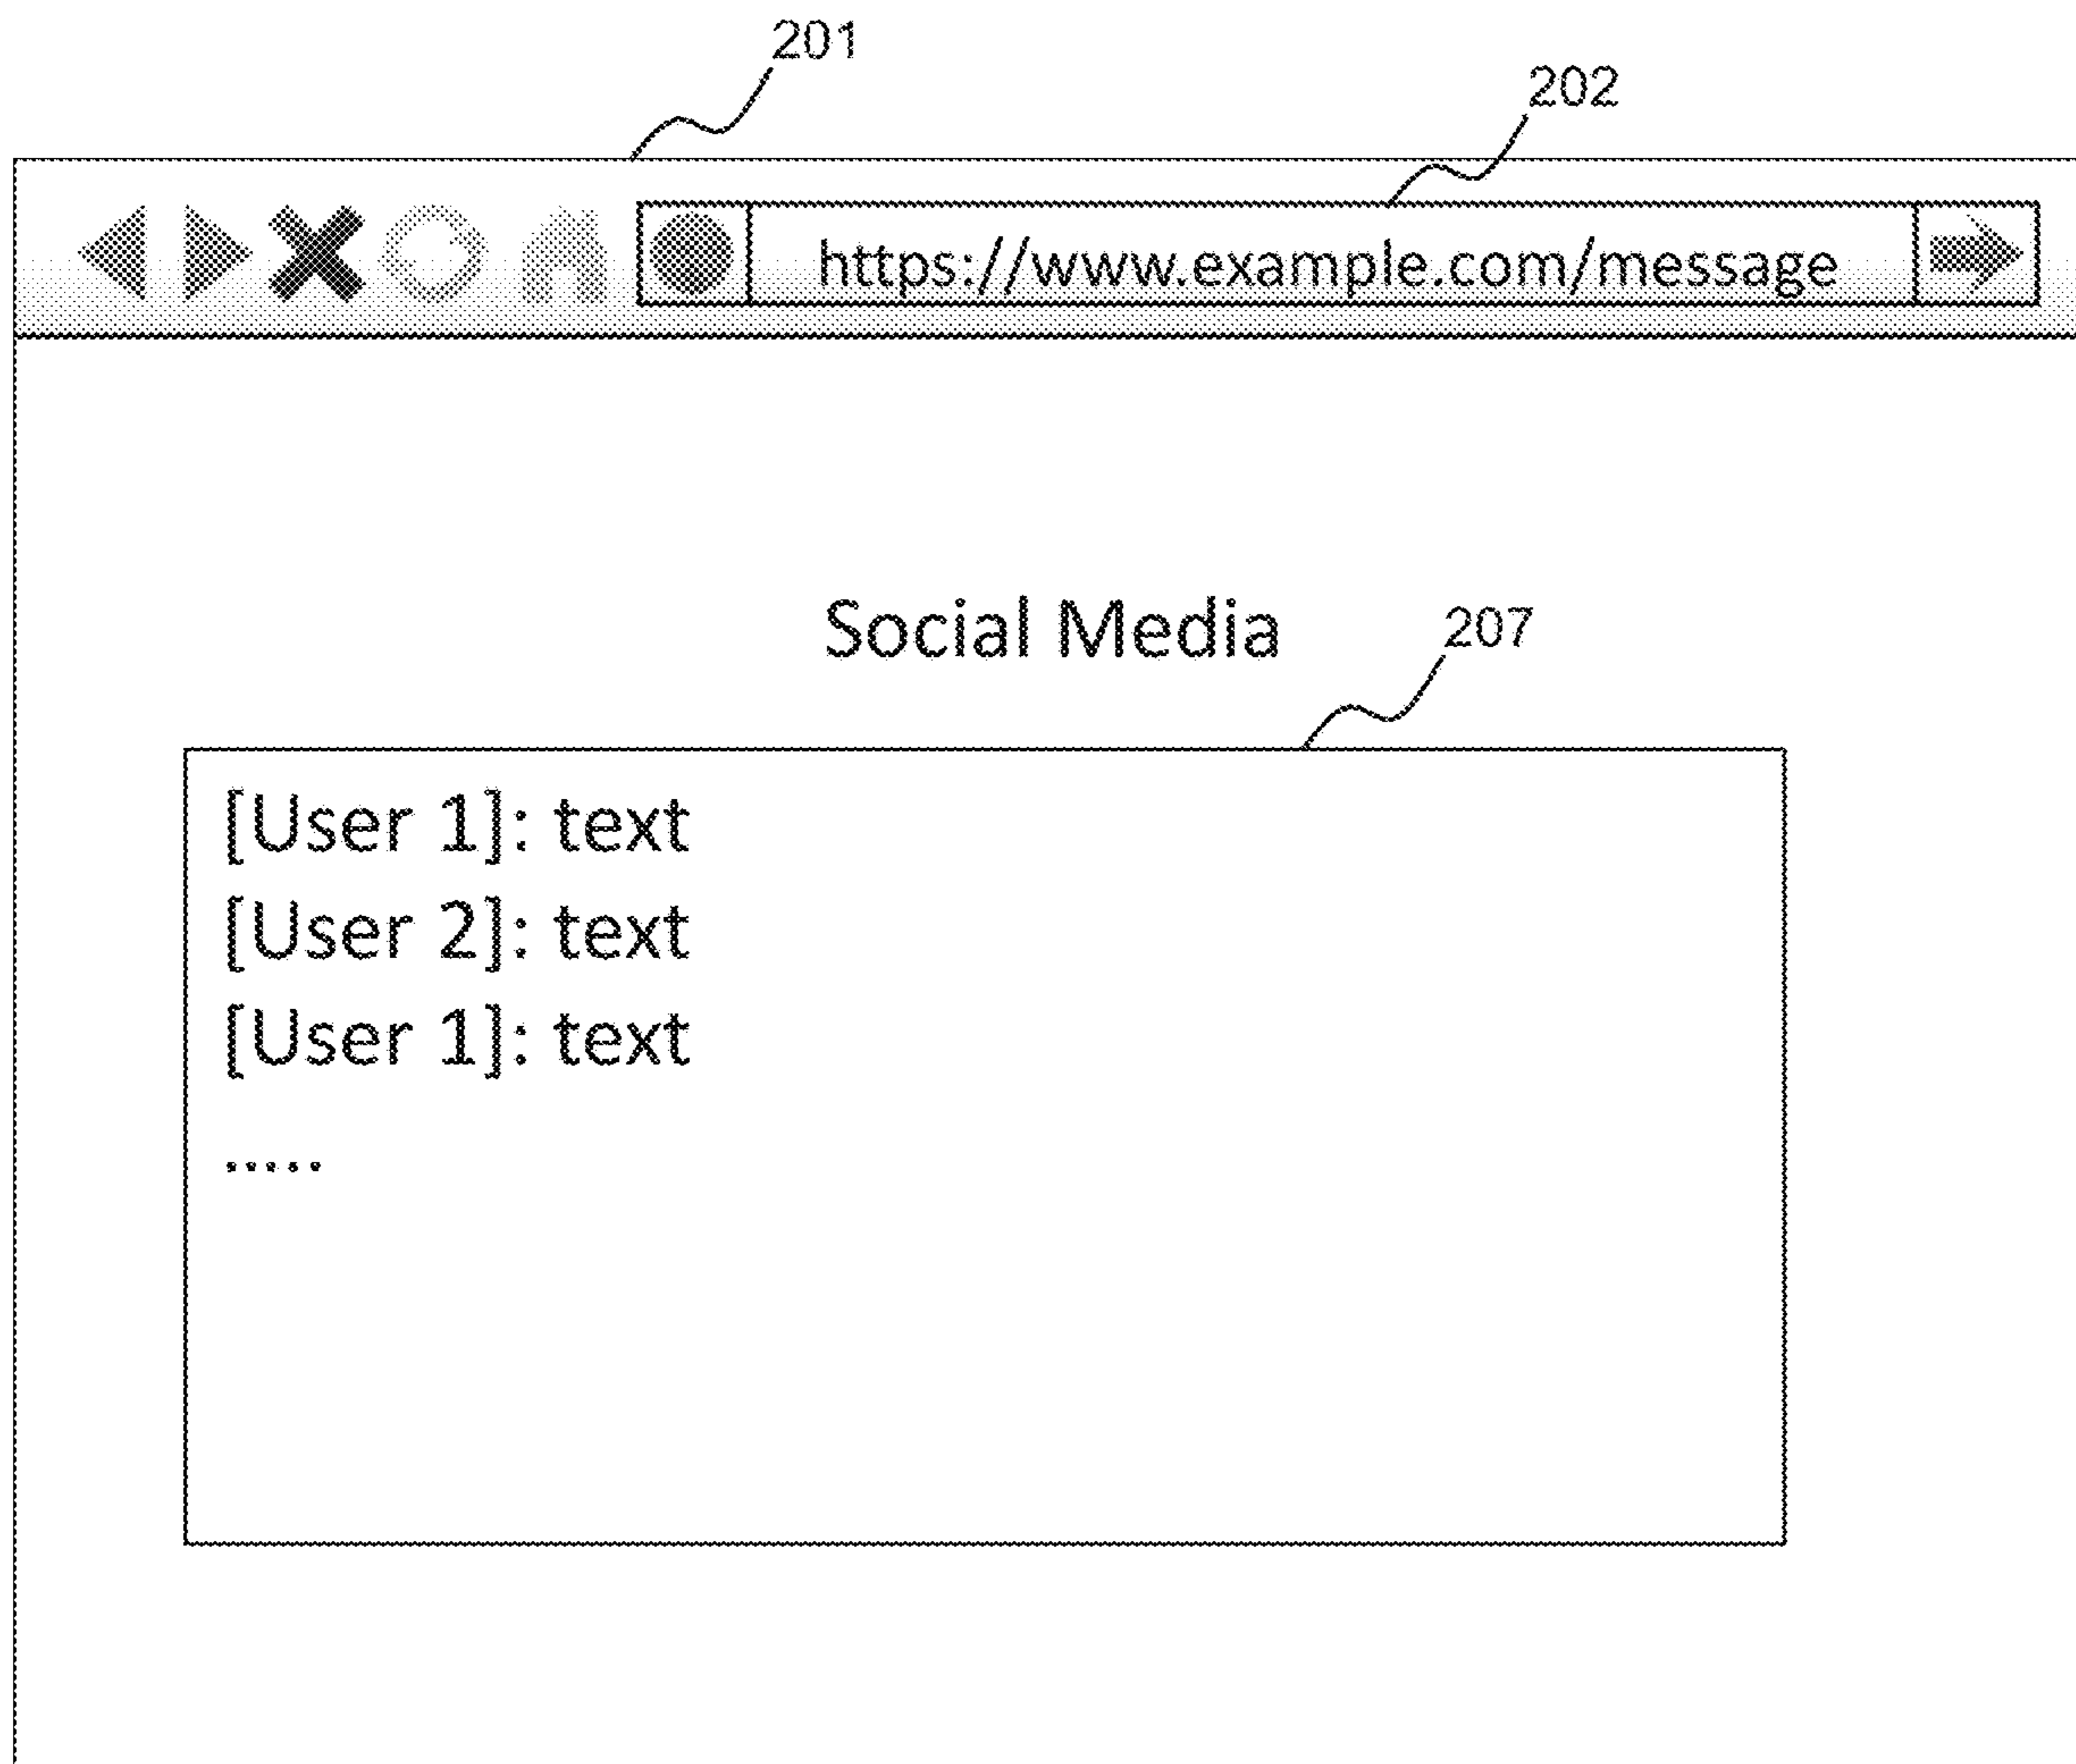 201
202
https://www.example.com/message
Social Media
207
[User 1]: text
[User 2]: text
[User 1]: text
.....